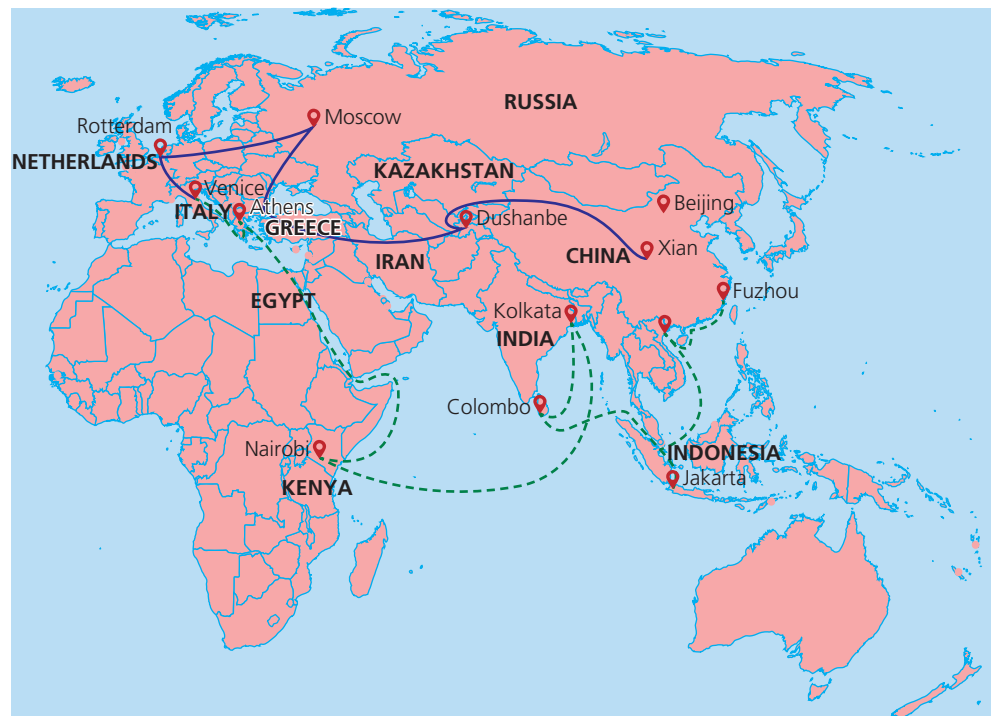 RUSSIA
Moscow
Rotterdam
NETHERLANDS
KAZAKHSTAN
Venice
ITALY
Athens
GREECE
Dushanbe
Beijing
Xian
CHINA
IRAN
EGYPT
Fuzhou
Kolkata
INDIA
Colombo
Nairobi
KENYA
INDONESIA
Jakarta